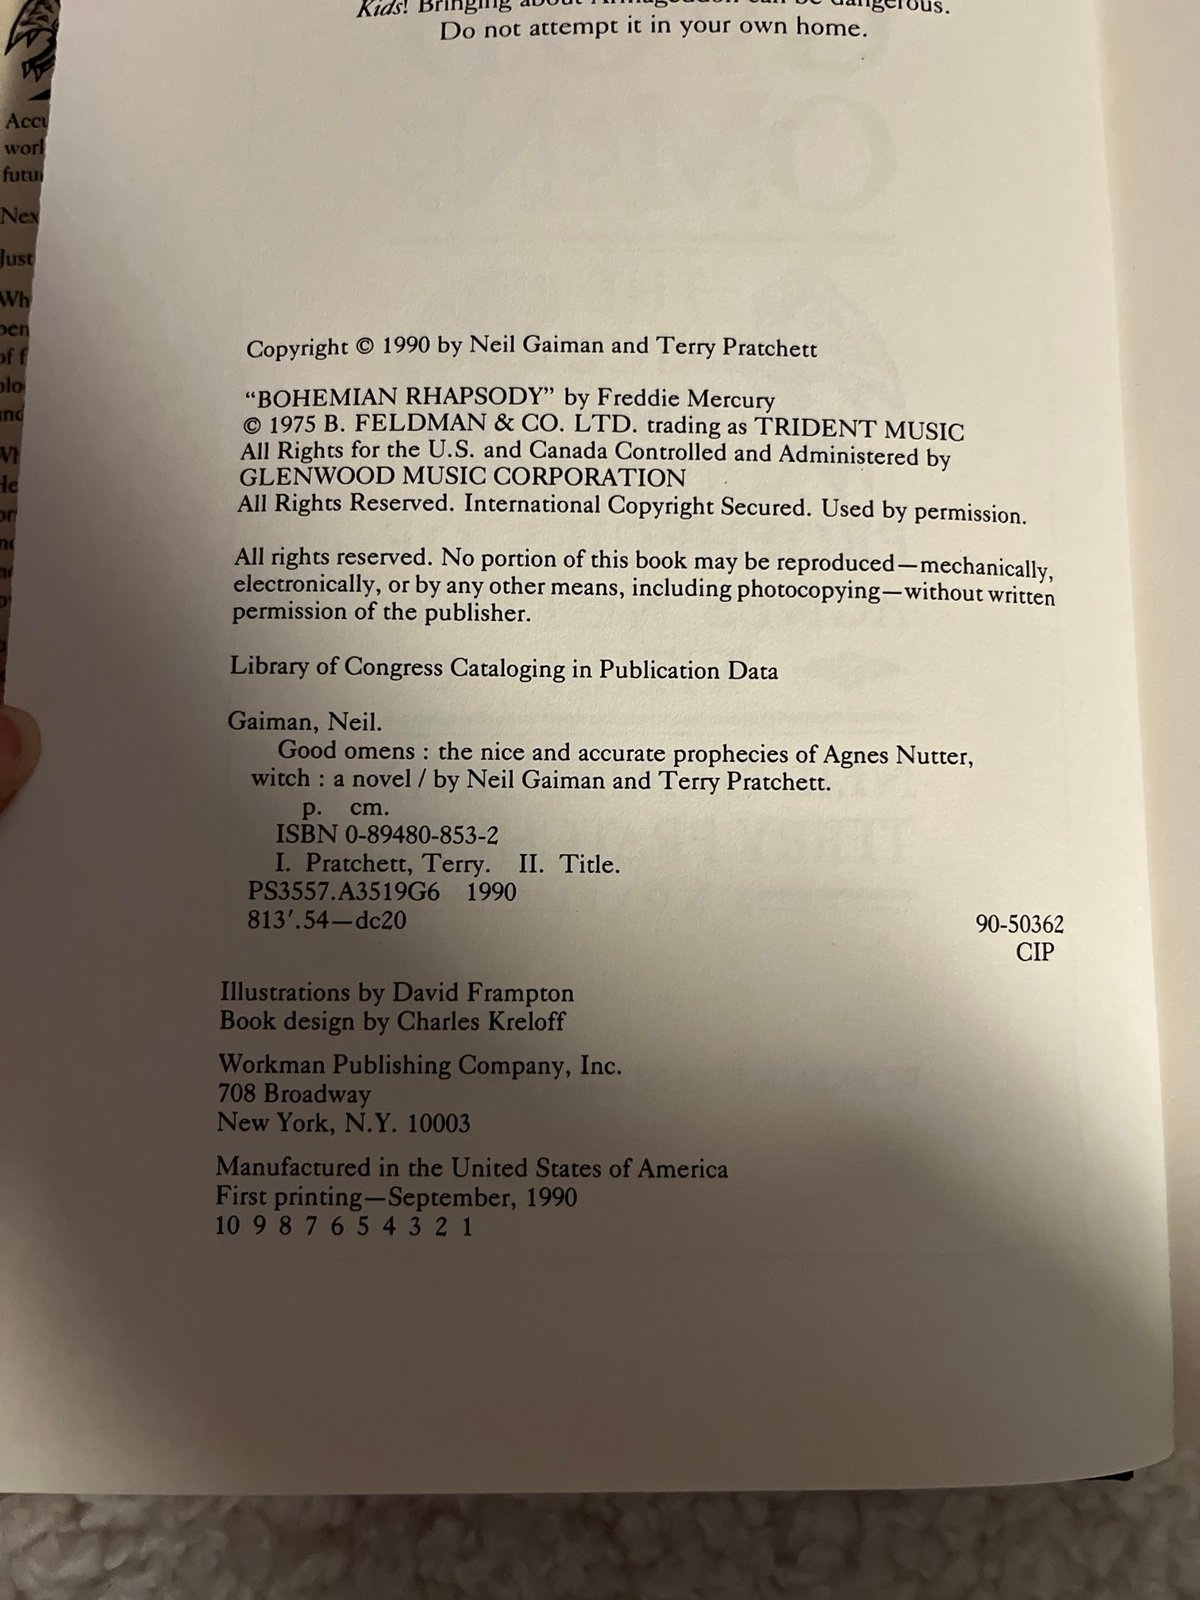 Kids! Bringing about Armageddon can be dangerous.
Do not attempt it in your own home.
Copyright © 1990 by Neil Gaiman and Terry Pratchett
“BOHEMIAN RHAPSODY” by Freddie Mercury
© 1975 B. FELDMAN & CO. LTD. trading as TRIDENT MUSIC
All Rights for the U.S. and Canada Controlled and Administered by
GLENWOOD MUSIC CORPORATION
All Rights Reserved. International Copyright Secured. Used by permission.
All rights reserved. No portion of this book may be reproduced—mechanically,
electronically, or by any other means, including photocopying—without written
permission of the publisher.
Library of Congress Cataloging in Publication Data
Gaiman, Neil.
Good omens : the nice and accurate prophecies of Agnes Nutter,
witch : a novel / by Neil Gaiman and Terry Pratchett.
p. cm.
ISBN 0-89480-853-2
I. Pratchett, Terry. II. Title.
PS3557.A3519G6 1990
813′.54—dc20 90-50362
CIP
Illustrations by David Frampton
Book design by Charles Kreloff
Workman Publishing Company, Inc.
708 Broadway
New York, N.Y. 10003
Manufactured in the United States of America
First printing—September, 1990
10 9 8 7 6 5 4 3 2 1